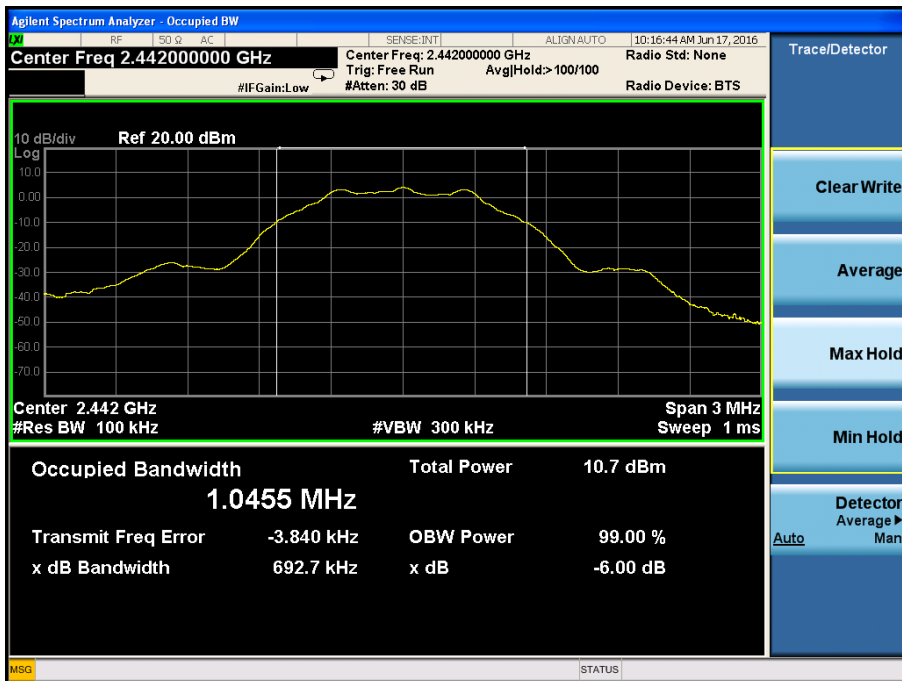 Agilent Spectrum Analyzer - Occupied BW
LXI RF 50 Ω AC SENSE:INT ALIGN AUTO 10:16:44 AM Jun 17, 2016
Center Freq 2.442000000 GHz
Center Freq: 2.442000000 GHz
Radio Std: None
Trig: Free Run
Avg|Hold:> 100/100
#IFGain:Low
#Atten: 30 dB
Radio Device: BTS
10 dB/div
Ref 20.00 dBm
Log
10.0
0.00
-10.0
-20.0
-30.0
-40.0
-50.0
-60.0
-70.0
Center 2.442 GHz
Span 3 MHz
#Res BW 100 kHz
#VBW 300 kHz
Sweep 1 ms
Occupied Bandwidth
Total Power
10.7 dBm
1.0455 MHz
Transmit Freq Error
-3.840 kHz
OBW Power
99.00 %
x dB Bandwidth
692.7 kHz
x dB
-6.00 dB
Trace/Detector
Clear Write
Average
Max Hold
Min Hold
Detector
Average▶
Auto
Man
MSG
STATUS